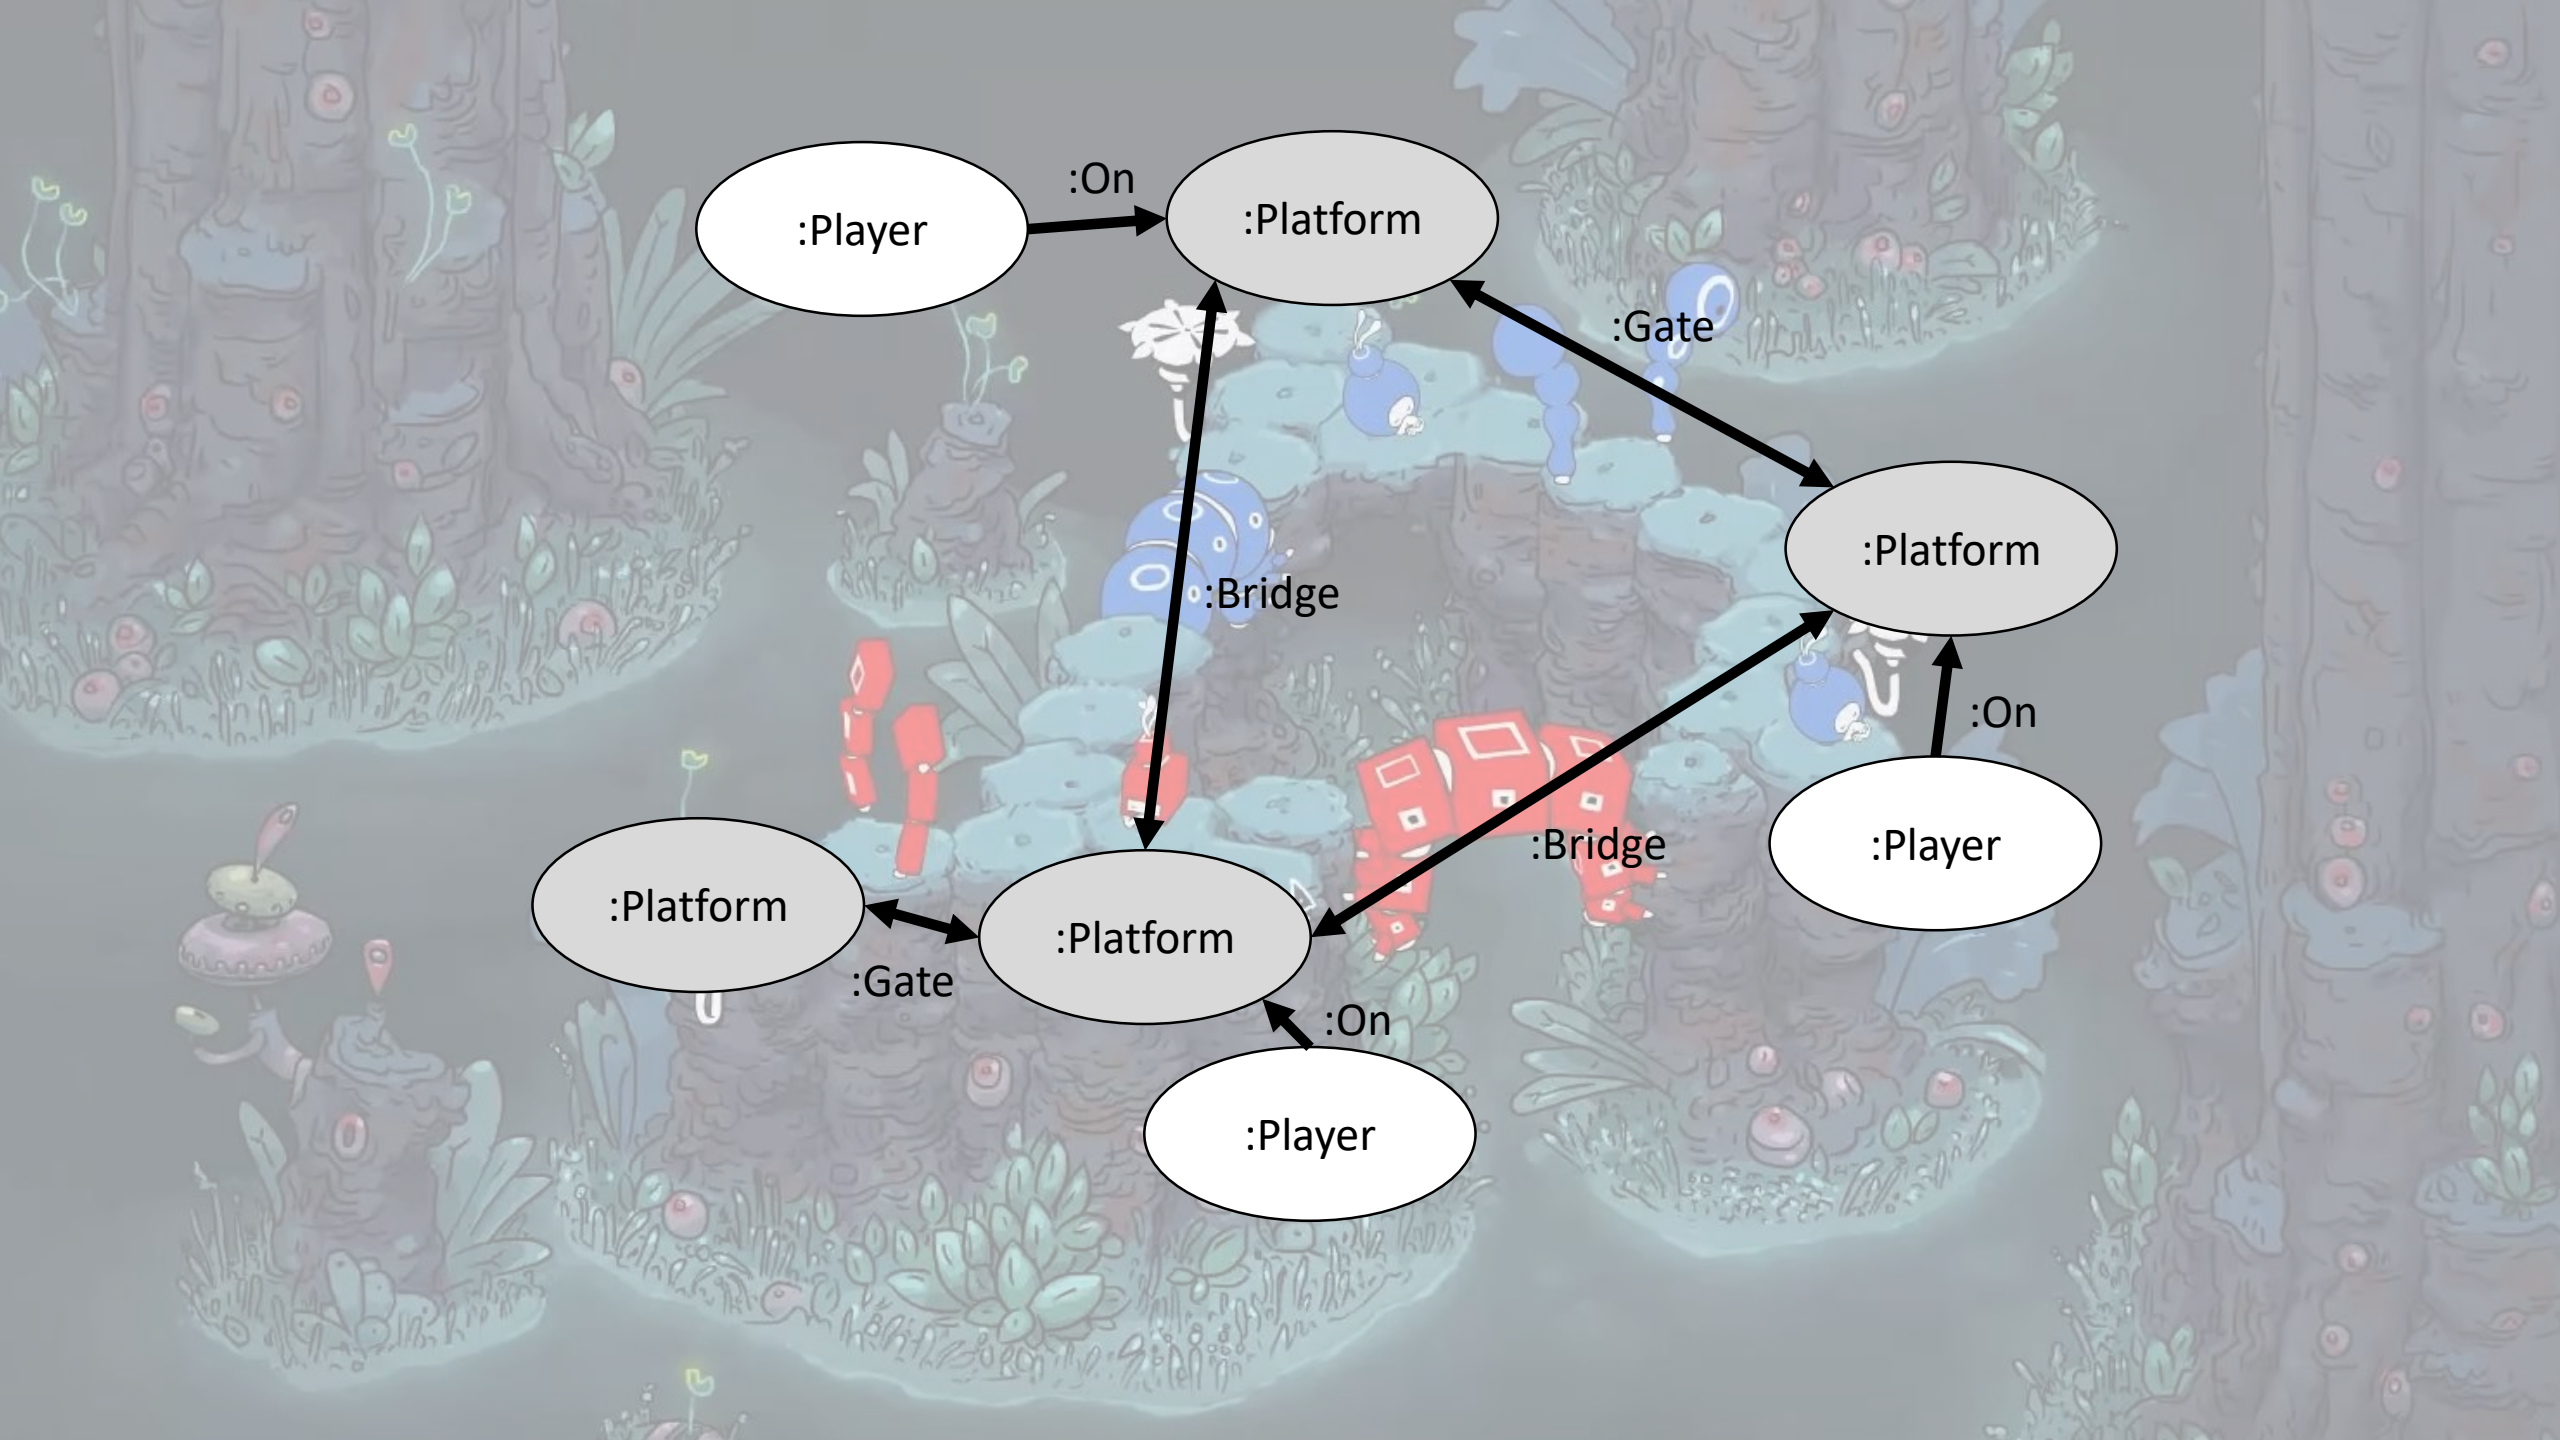 :On
:Platform
:Player
:Gate
:Platform
:Bridge
:On
:Bridge
:Player
:Platform
:Platform
:Gate
:On
:Player